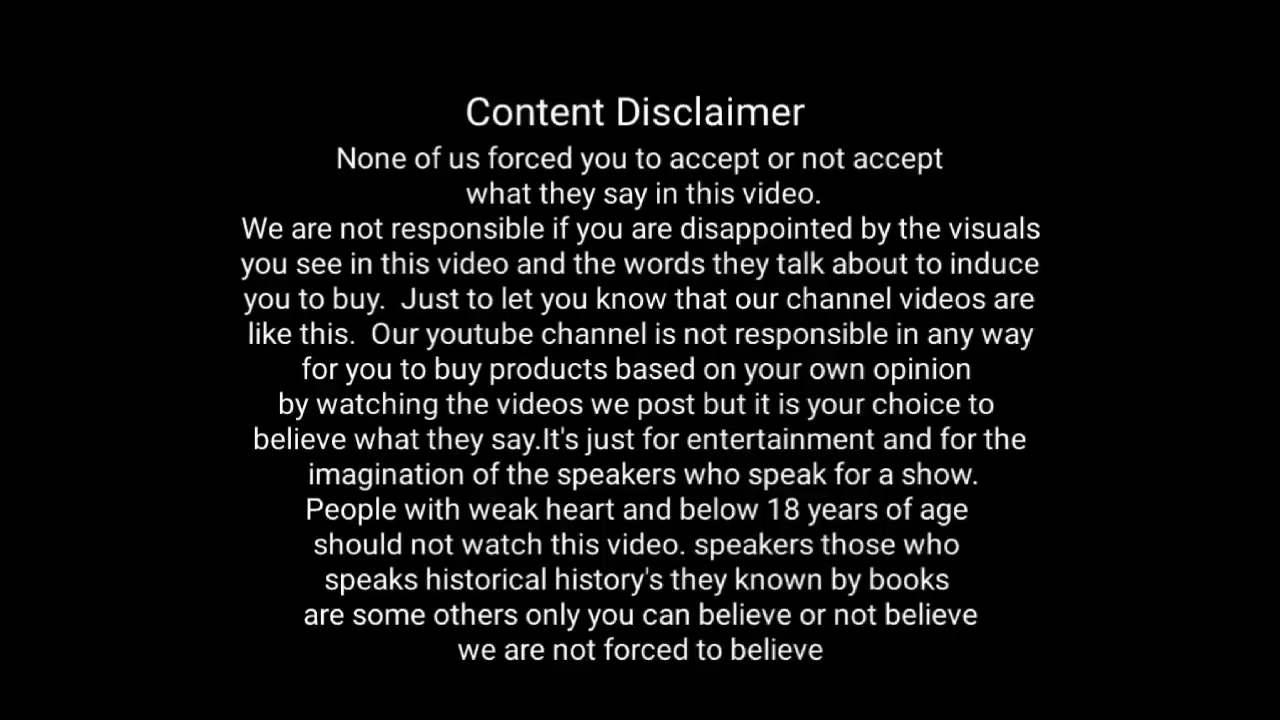 Content Disclaimer
None of us forced you to accept or not accept
what they say in this video.
We are not responsible if you are disappointed by the visuals
you see in this video and the words they talk about to induce
you to buy.  Just to let you know that our channel videos are
like this.  Our youtube channel is not responsible in any way
for you to buy products based on your own opinion
by watching the videos we post but it is your choice to
believe what they say.It's just for entertainment and for the
imagination of the speakers who speak for a show.
People with weak heart and below 18 years of age
should not watch this video. speakers those who
speaks historical history's they known by books
are some others only you can believe or not believe
we are not forced to believe